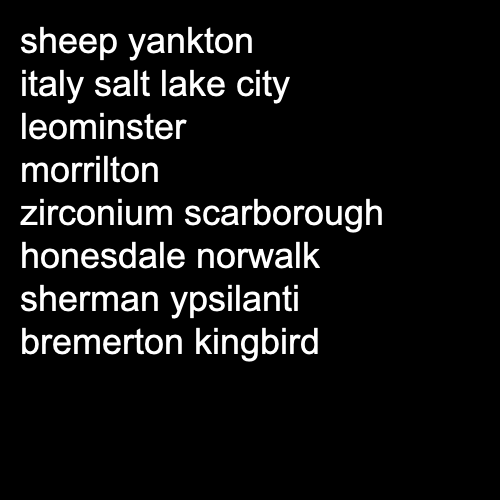 sheep yankton
italy salt lake city
leominster
morrilton
zirconium scarborough
honesdale norwalk
sherman ypsilanti
bremerton kingbird